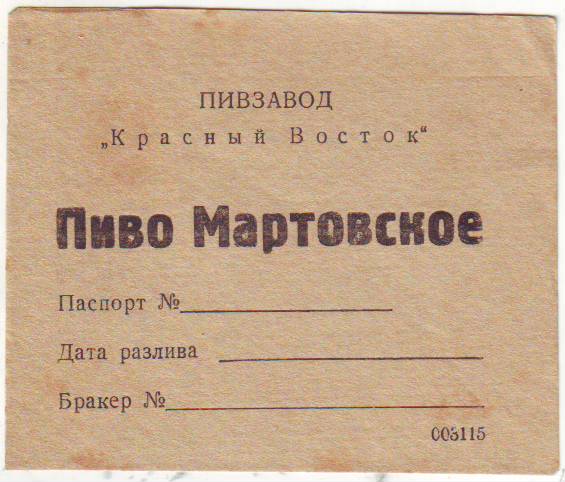 ПИВЗАВОД
„Красный Восток“
Пиво Мартовское
Паспорт №
Дата разлива
Бракер №
003115